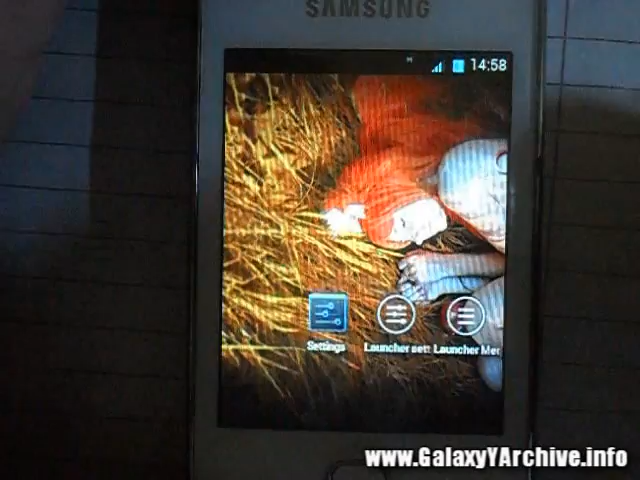 SAMSUNG
14:58
Settings
Launcher sett
Launcher Men
www.GalaxyYArchive.info